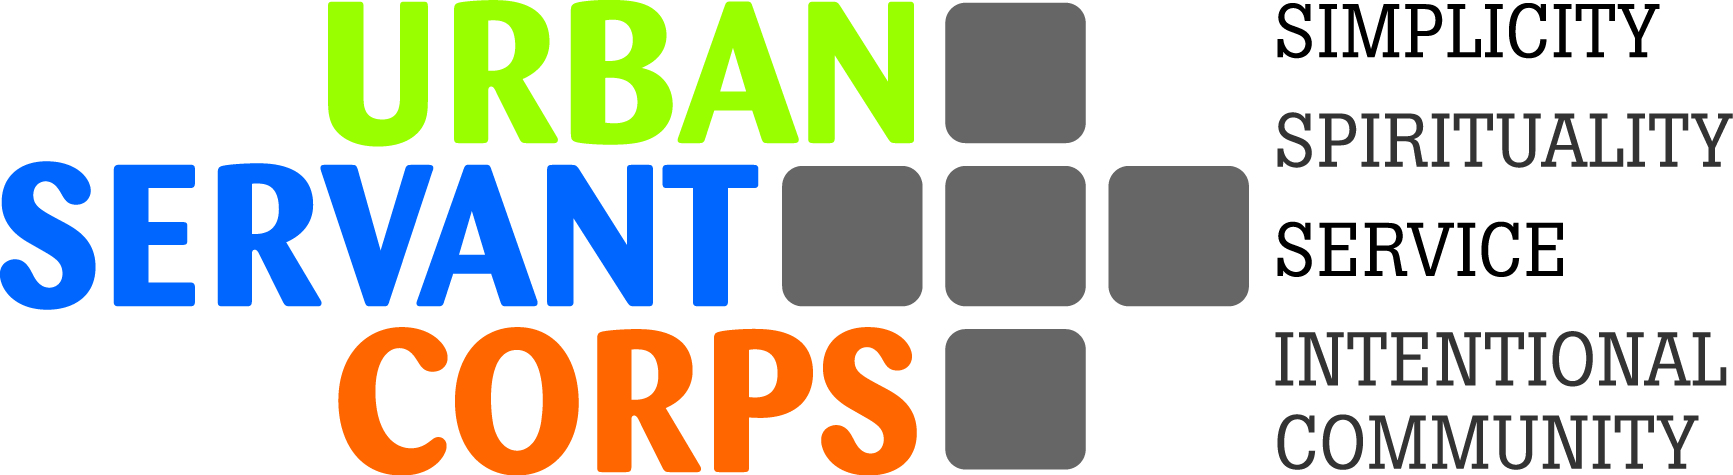 URBAN
SERVANT
CORPS
SIMPLICITY
SPIRITUALITY
SERVICE
INTENTIONAL
COMMUNITY